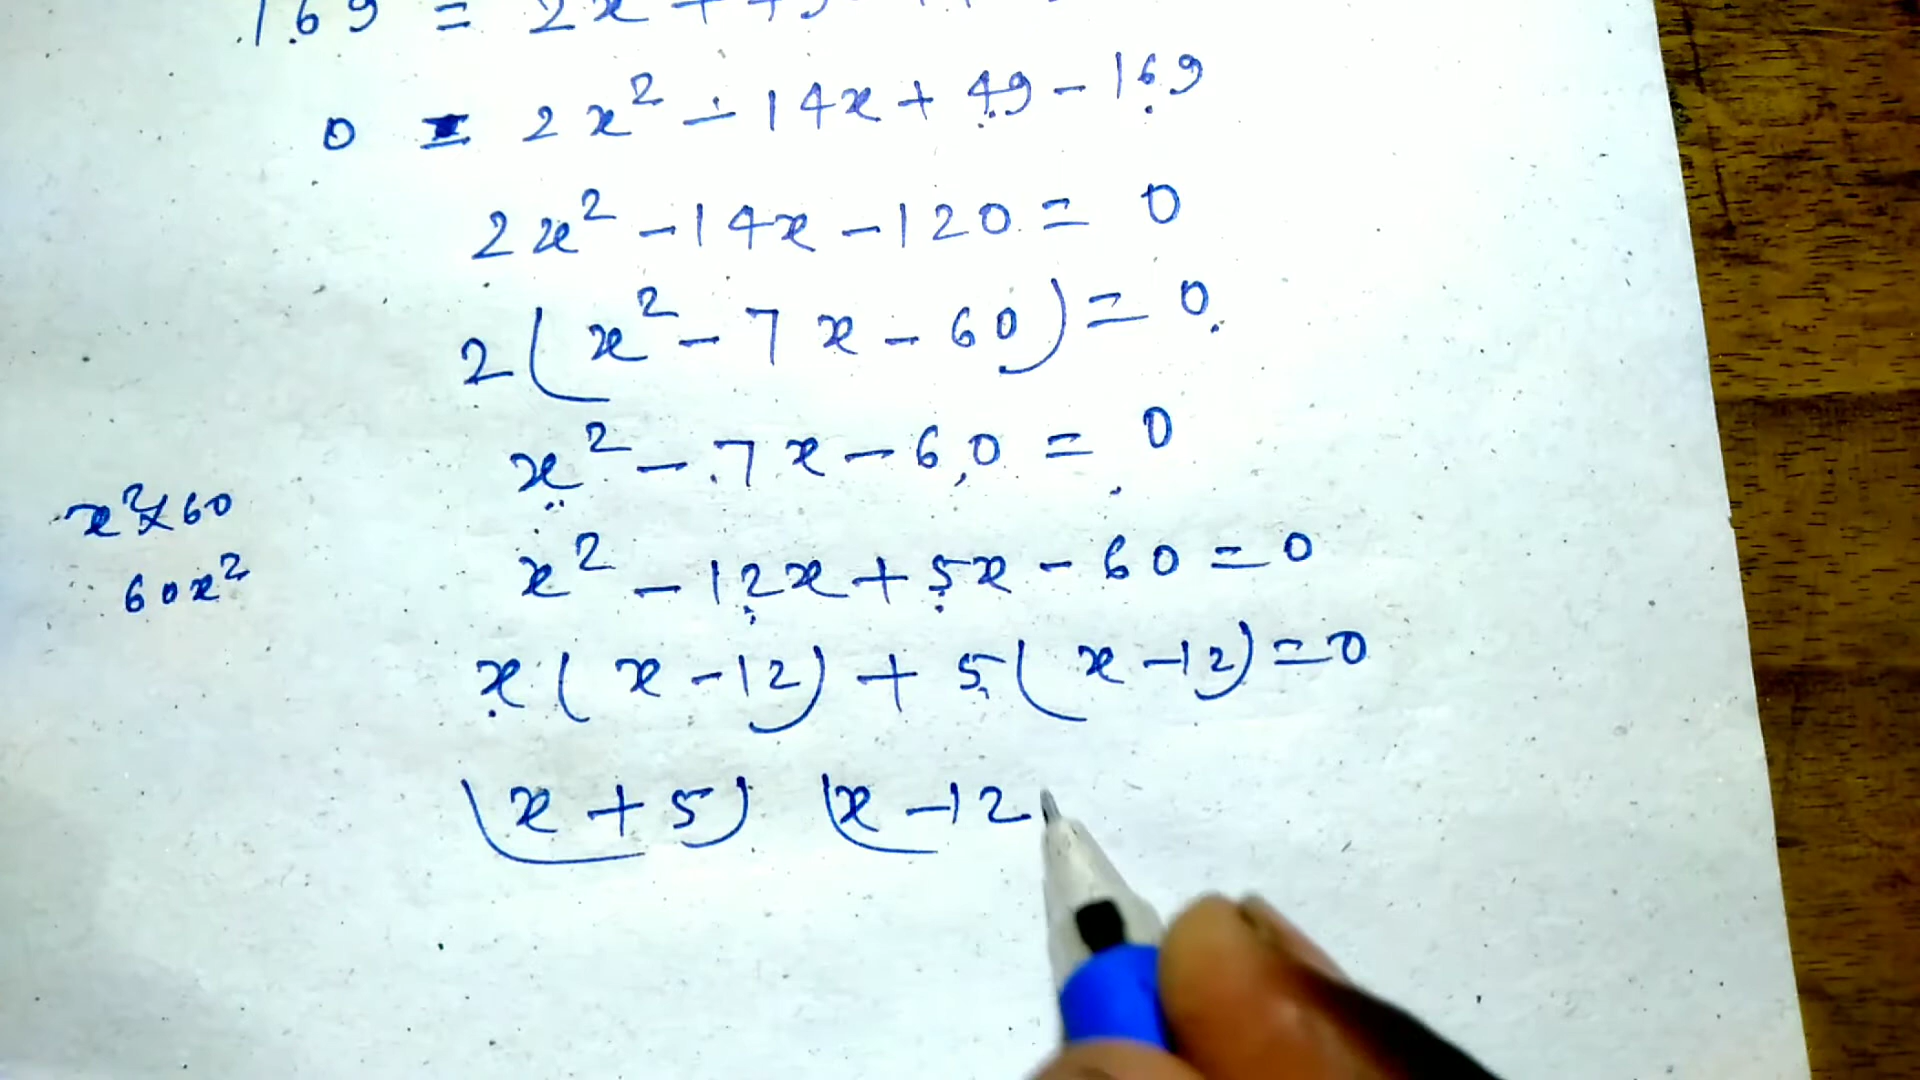 169 = 2x
0 = 2x² - 14x + 49 - 169
2x² - 14x - 120 = 0
2(x² - 7x - 60) = 0
x² - 7x - 60 = 0
x² × 60
60x²
x² - 12x + 5x - 60 = 0
x(x - 12) + 5(x - 12) = 0
(x + 5) (x - 12